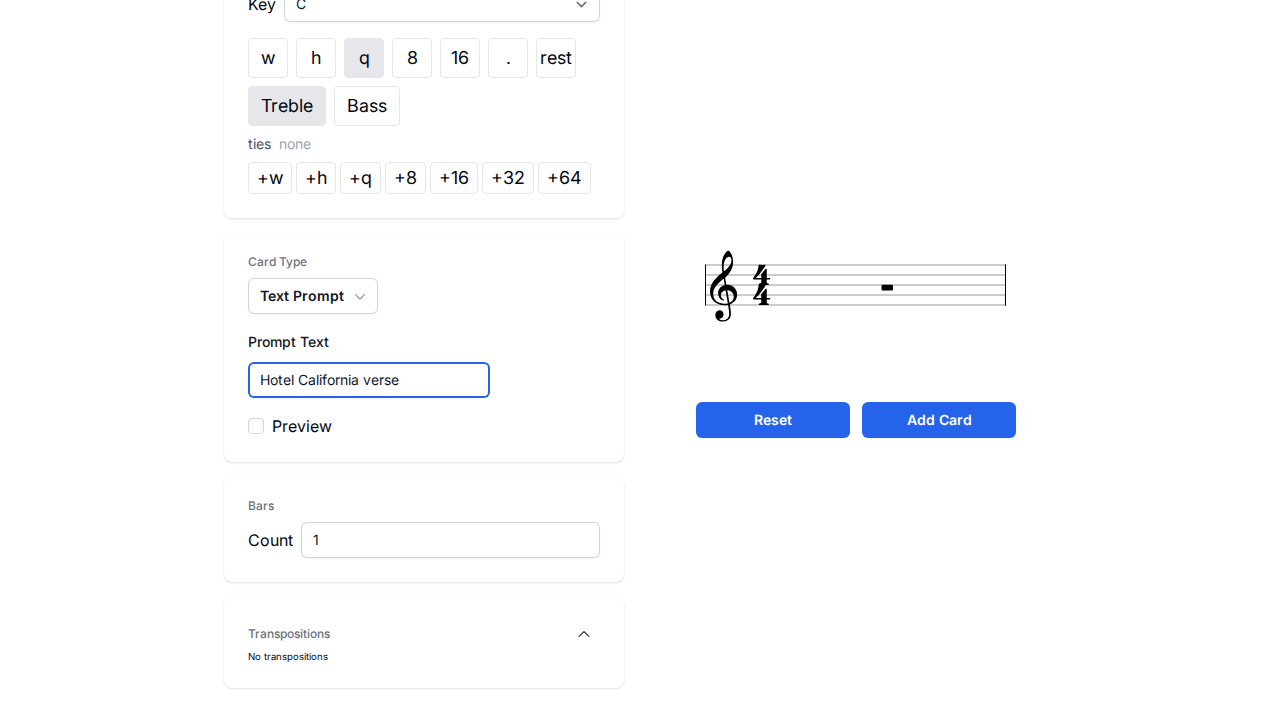 Key C
w h q 8 16 . rest
Treble Bass
ties none
+w +h +q +8 +16 +32 +64
Card Type
Text Prompt
Prompt Text
Hotel California verse
Preview
Bars
Count 1
Transpositions
No transpositions
4
4
Reset Add Card